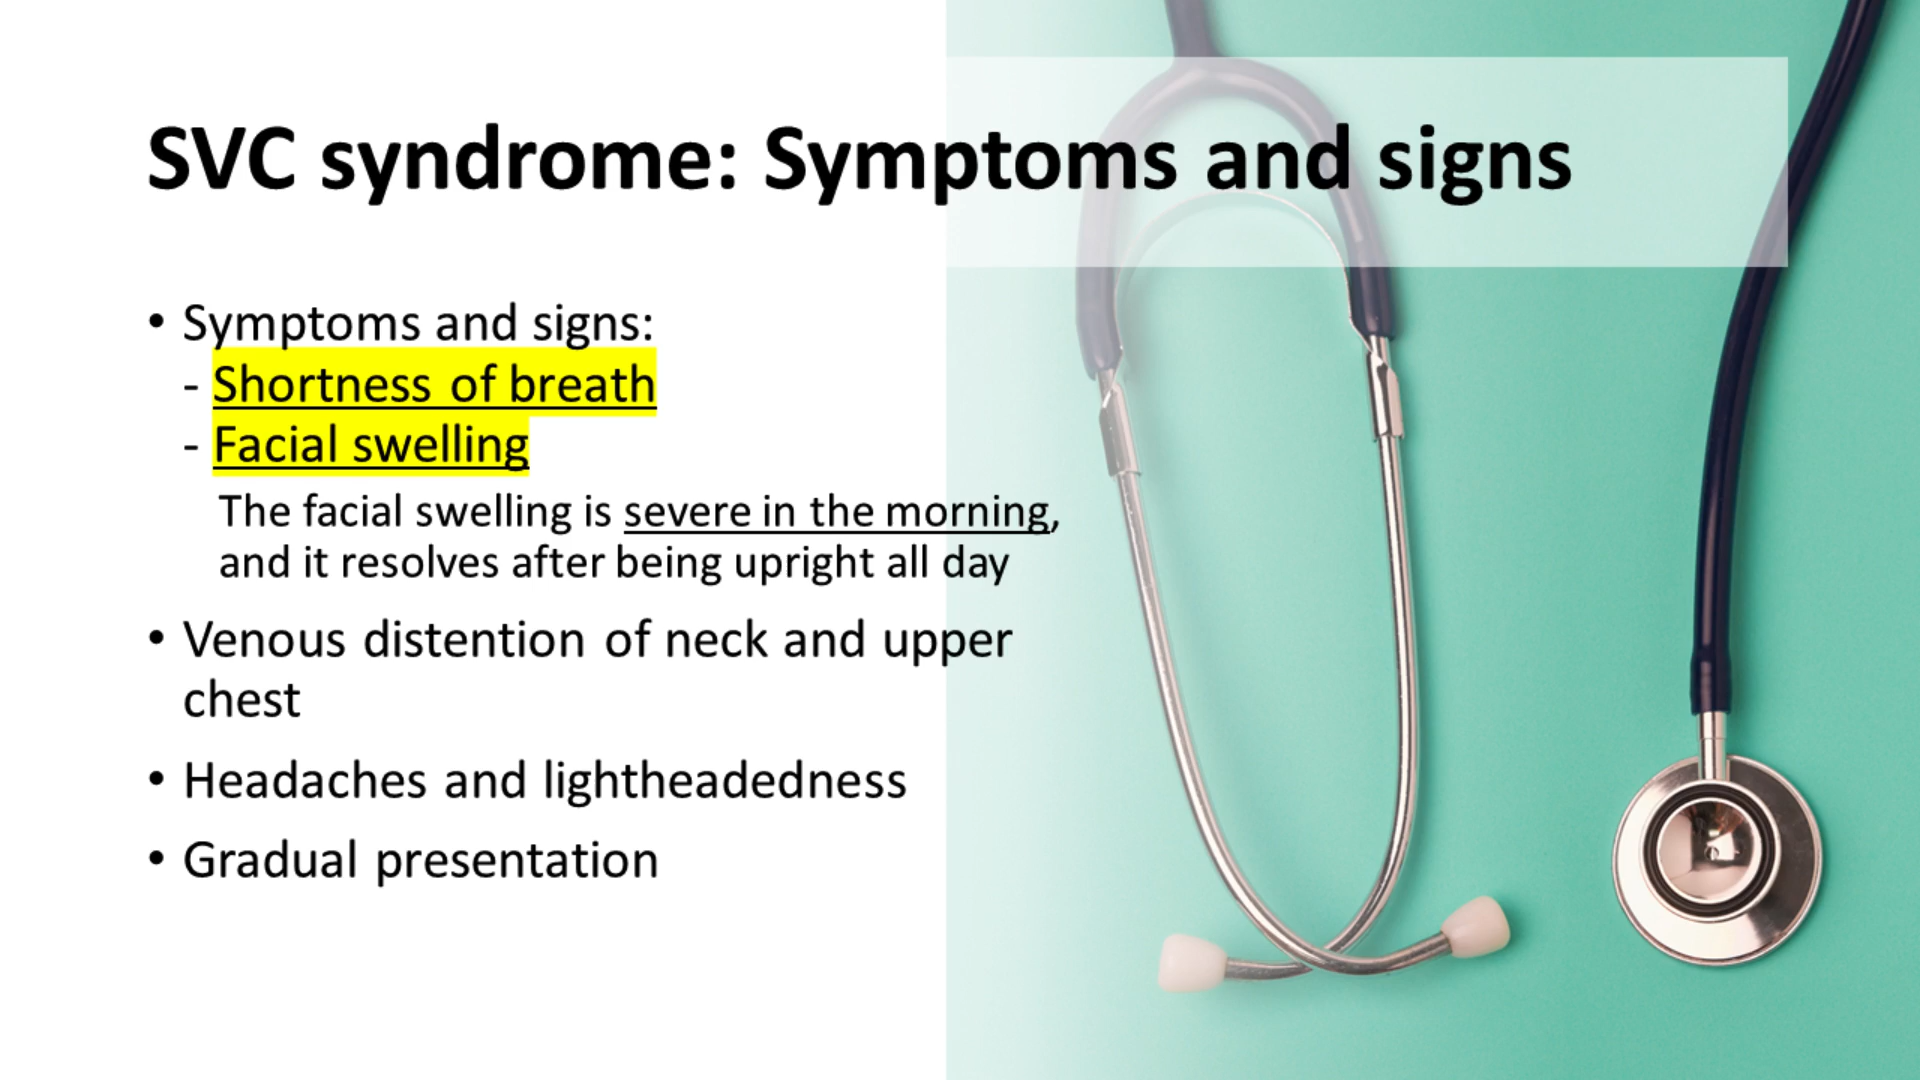 SVC syndrome: Symptoms and signs
• Symptoms and signs:
- Shortness of breath
- Facial swelling
The facial swelling is severe in the morning,
and it resolves after being upright all day
• Venous distention of neck and upper
chest
• Headaches and lightheadedness
• Gradual presentation